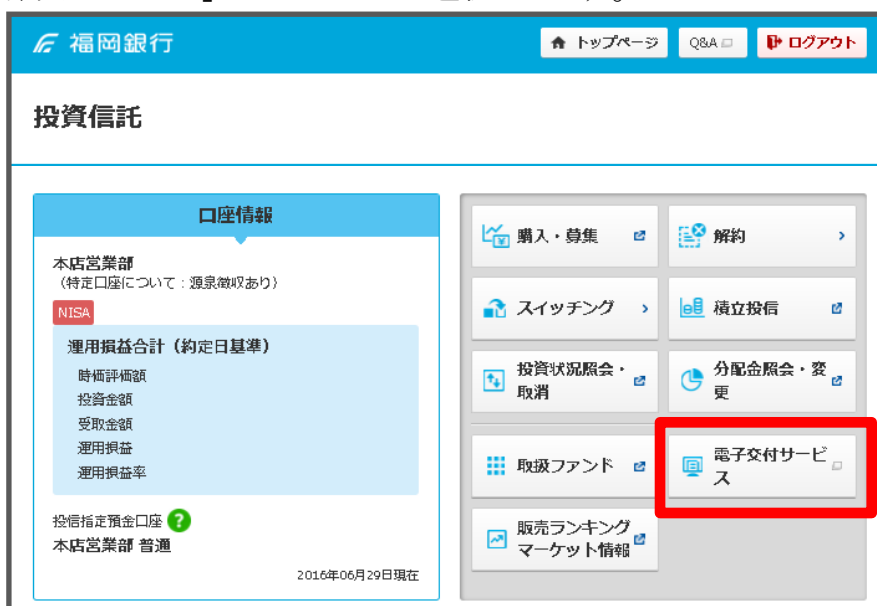 福岡銀行
トップページ
Q&A
ログアウト
投資信託
口座情報
本店営業部
（特定口座について：源泉徴収あり）
NISA
運用損益合計（約定日基準）
時価評価額
投資金額
受取金額
運用損益
運用損益率
投信指定預金口座 ?
本店営業部 普通
2016年06月29日現在
購入・募集
解約
スイッチング
積立投信
投資状況照会・
取消
分配金照会・変
更
取扱ファンド
電子交付サービ
ス
販売ランキング
マーケット情報